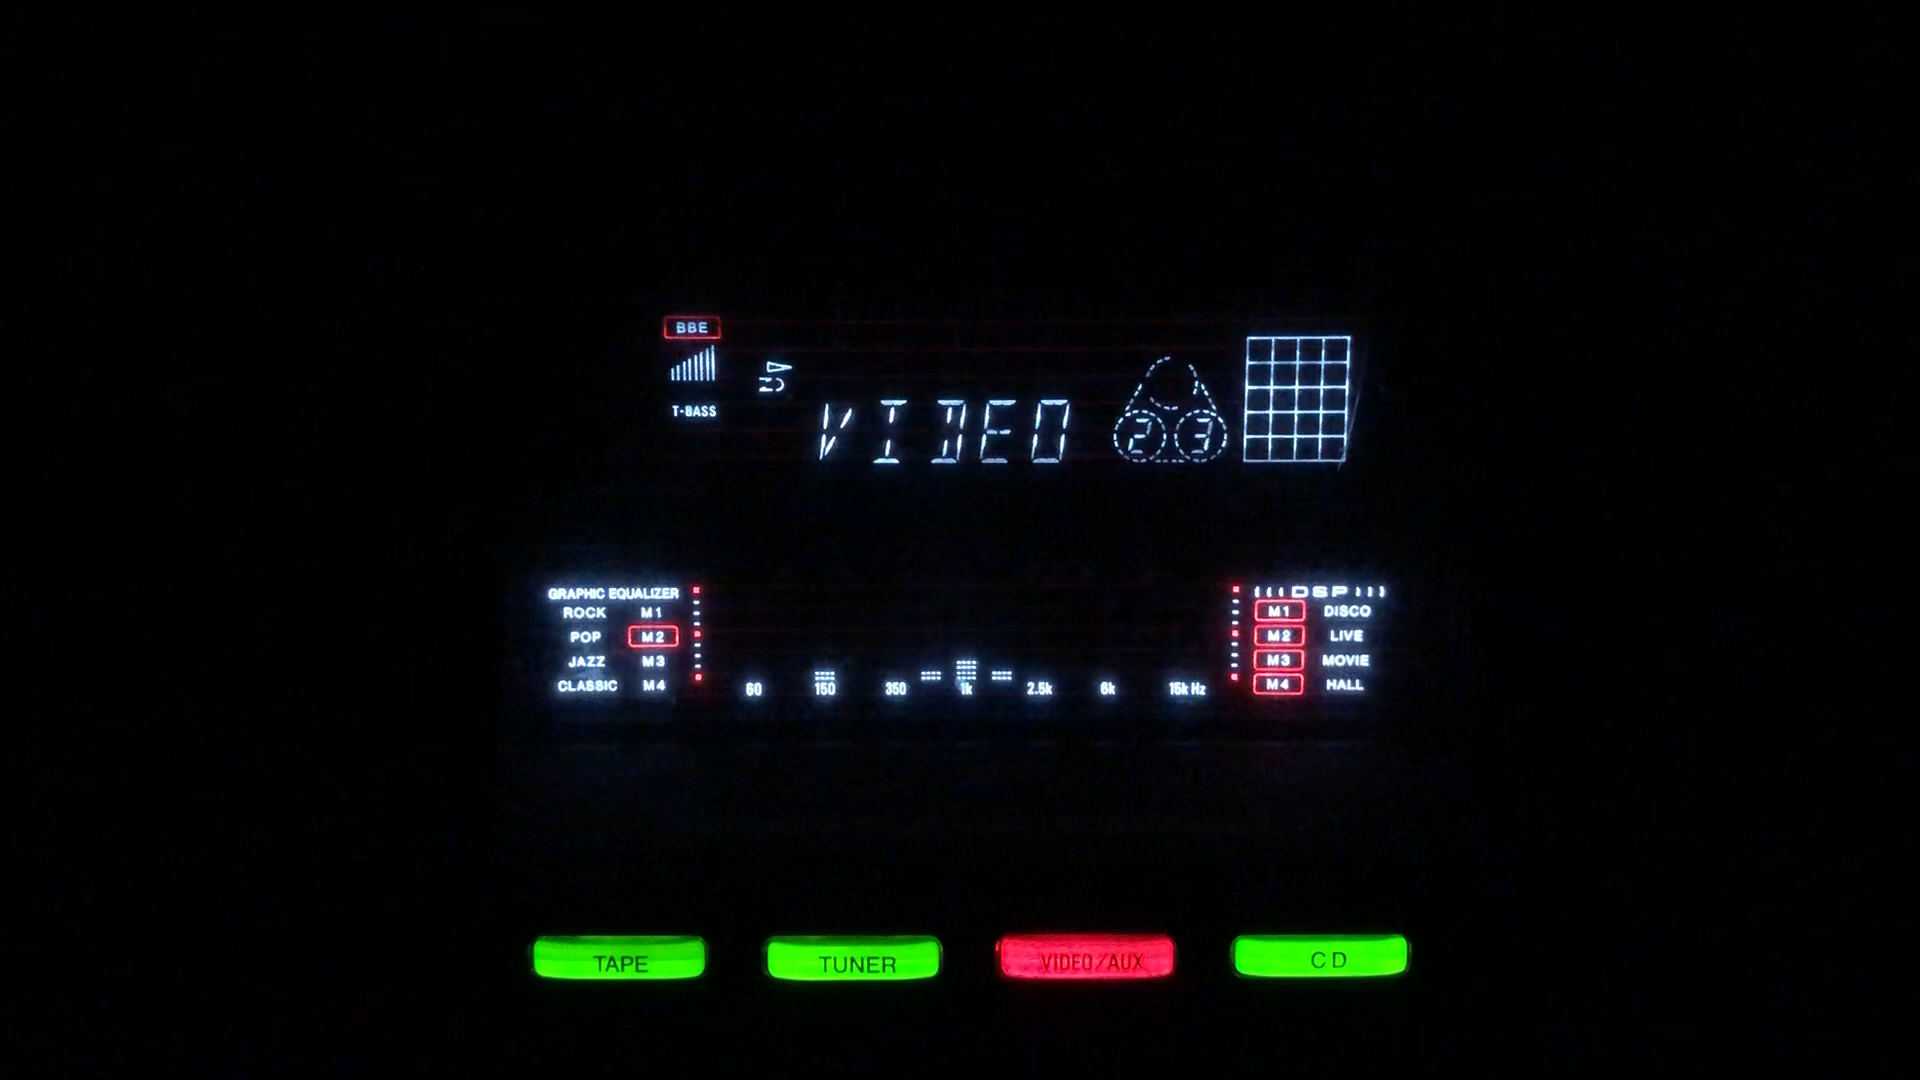 BBE
T-BASS
VIDEO
2 3
GRAPHIC EQUALIZER
ROCK M1
POP M2
JAZZ M3
CLASSIC M4
60 150 350 1k 2.5k 6k 15k Hz
DSP
M1 DISCO
M2 LIVE
M3 MOVIE
M4 HALL
TAPE TUNER VIDEO/AUX CD